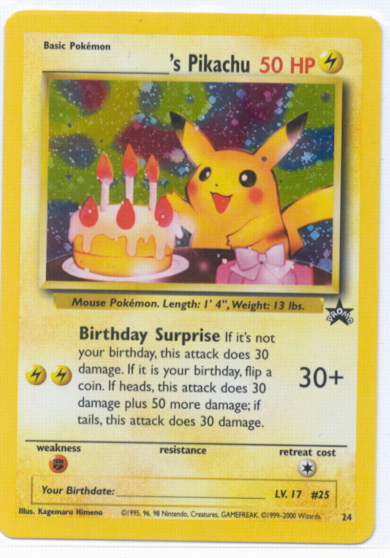 Basic Pokémon
____________'s Pikachu 50 HP
Mouse Pokémon. Length: 1' 4", Weight: 13 lbs.
PROMO
Birthday Surprise If it's not
your birthday, this attack does 30
damage. If it is your birthday, flip a
coin. If heads, this attack does 30
damage plus 50 more damage; if
tails, this attack does 30 damage.
30+
weakness resistance retreat cost
Your Birthdate:____________________ LV. 17 #25
Illus. Kagemaru Himeno ©1995, 96, 98 Nintendo, Creatures, GAMEFREAK. ©1999-2000 Wizards. 24